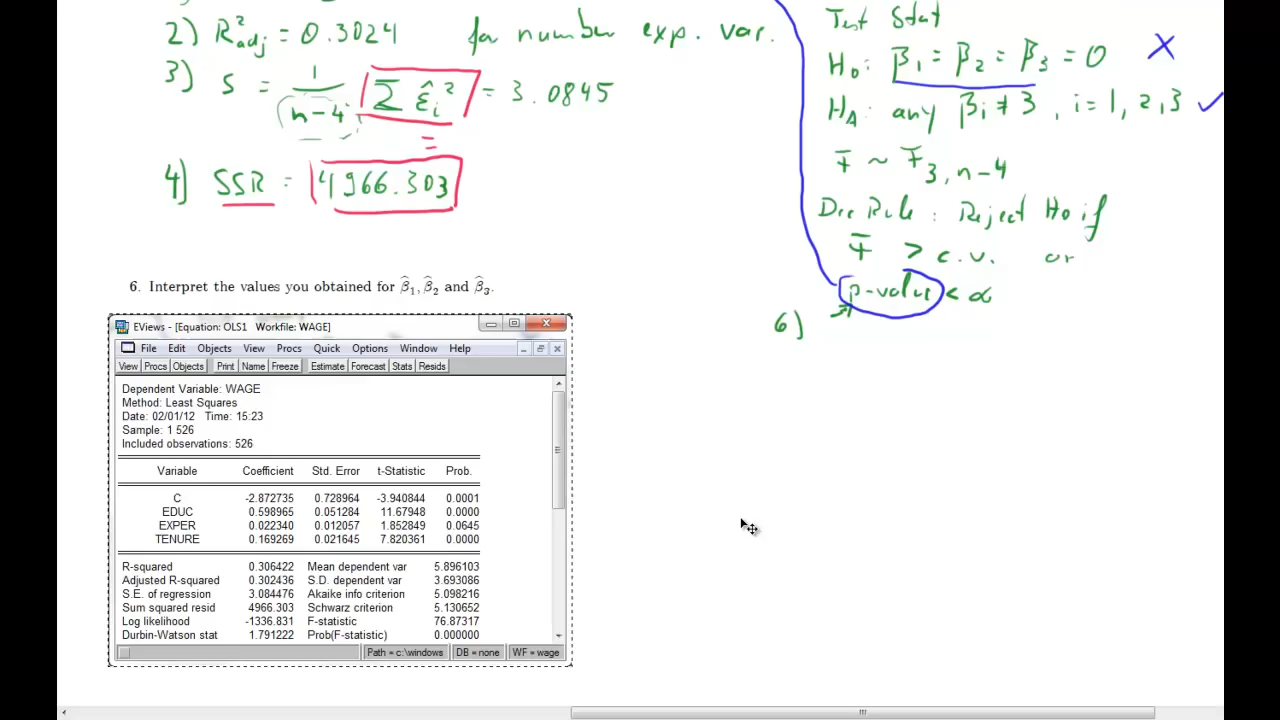 2) R²adj = 0.3024 for number exp. var.
3) S = 1/(n-4) Σ ε̂i² = 3.0845
=
4) SSR = 4966.303
Test Stat
H0: β1 = β2 = β3 = 0 X
HA: any βi ≠ 3, i = 1, 2, 3 ✓
F ~ F3, n-4
Dec Rule: Reject Ho if
F > c.v. or
p-value < α
6)
6. Interpret the values you obtained for β̂1, β̂2 and β̂3.
EViews - [Equation: OLS1 Workfile: WAGE]
File Edit Objects View Procs Quick Options Window Help
View Procs Objects Print Name Freeze Estimate Forecast Stats Resids
Dependent Variable: WAGE
Method: Least Squares
Date: 02/01/12 Time: 15:23
Sample: 1 526
Included observations: 526
Variable Coefficient Std. Error t-Statistic Prob.
C -2.872735 0.728964 -3.940844 0.0001
EDUC 0.598965 0.051284 11.67948 0.0000
EXPER 0.022340 0.012057 1.852849 0.0645
TENURE 0.169269 0.021645 7.820361 0.0000
R-squared 0.306422 Mean dependent var 5.896103
Adjusted R-squared 0.302436 S.D. dependent var 3.693086
S.E. of regression 3.084476 Akaike info criterion 5.098216
Sum squared resid 4966.303 Schwarz criterion 5.130652
Log likelihood -1336.831 F-statistic 76.87317
Durbin-Watson stat 1.791222 Prob(F-statistic) 0.000000
Path = c:\windows DB = none WF = wage